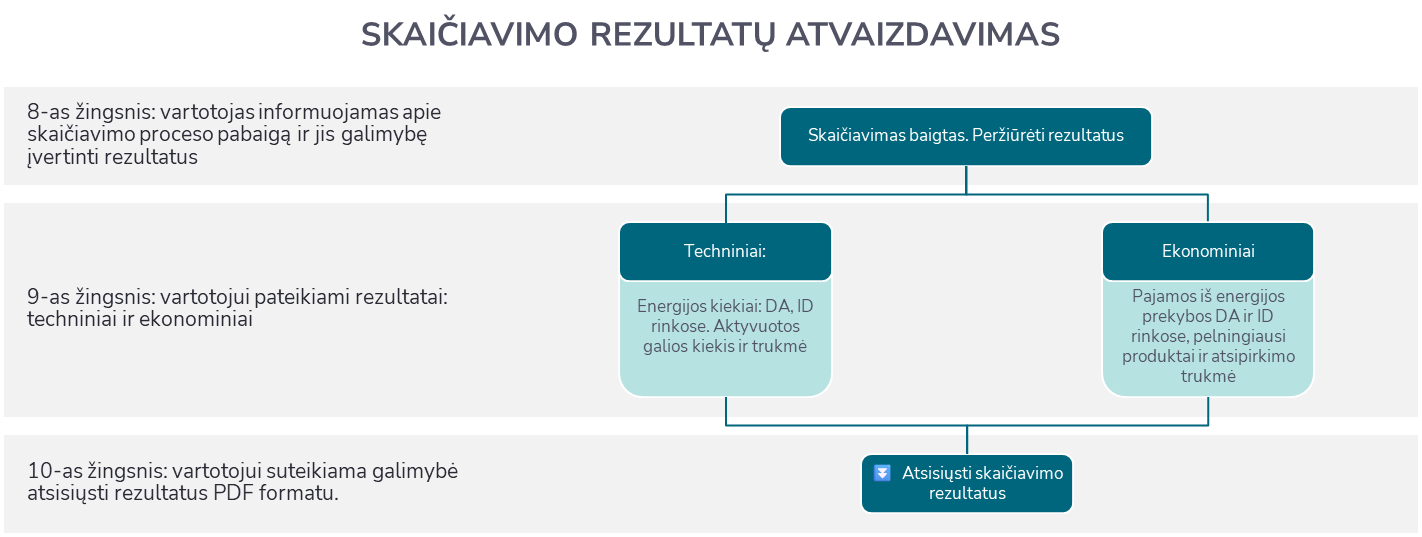 SKAIČIAVIMO REZULTATŲ ATVAIZDAVIMAS
8-as žingsnis: vartotojas informuojamas apie
skaičiavimo proceso pabaigą ir jis galimybę
įvertinti rezultatus
Skaičiavimas baigtas. Peržiūrėti rezultatus
9-as žingsnis: vartotojui pateikiami rezultatai:
techniniai ir ekonominiai
Techniniai:
Energijos kiekiai: DA, ID
rinkose. Aktyvuotos
galios kiekis ir trukmė
Ekonominiai
Pajamos iš energijos
prekybos DA ir ID
rinkose, pelningiausi
produktai ir atsipirkimo
trukmė
10-as žingsnis: vartotojui suteikiama galimybė
atsisiųsti rezultatus PDF formatu.
⏬ Atsisiųsti skaičiavimo
rezultatus